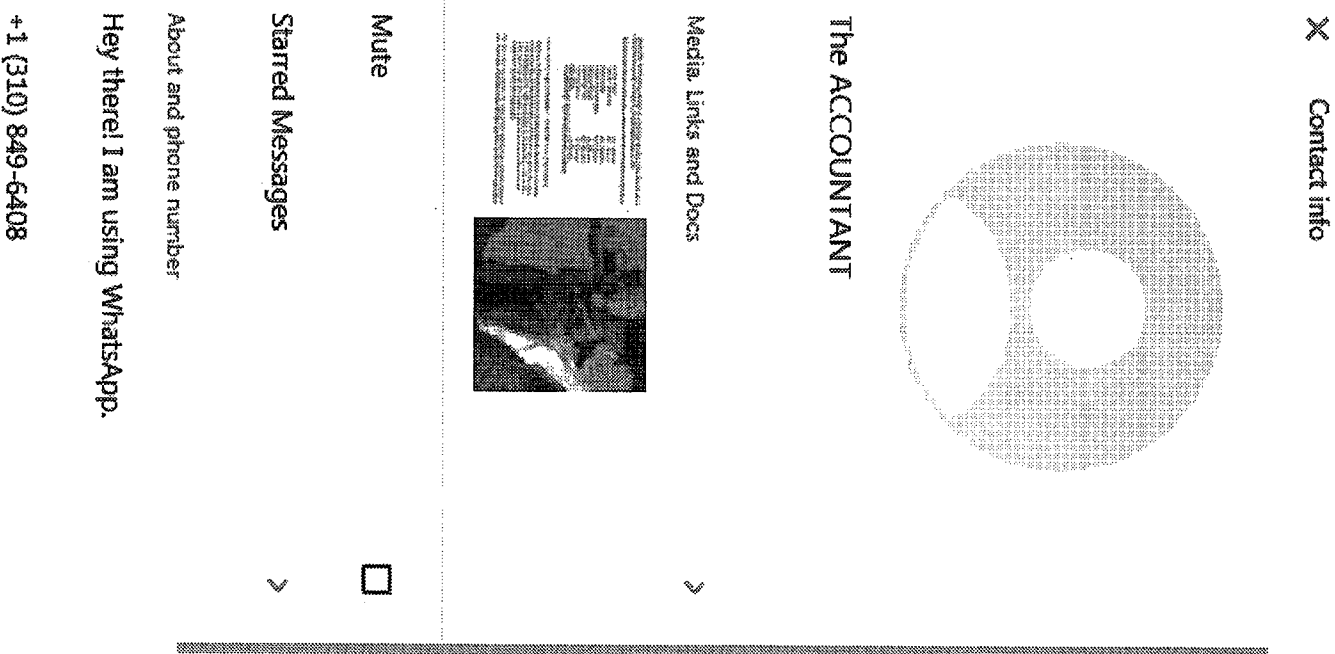 Contact info
The ACCOUNTANT
Media, Links and Docs
Mute
Starred Messages
About and phone number
Hey there! I am using WhatsApp.
+1 (310) 849-6408